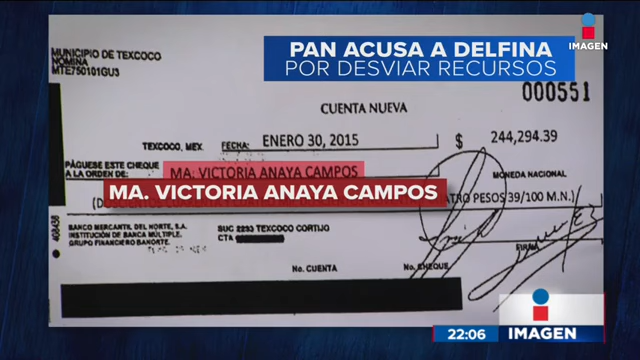 PAN ACUSA A DELFINA
POR DESVIAR RECURSOS
IMAGEN
MUNICIPIO DE TEXCOCO
NOMINA
MTE750101GU3
000551
CUENTA NUEVA
TEXCOCO, MEX. FECHA: ENERO 30, 2015 $ 244,294.39
PÁGUESE ESTE CHEQUE
A LA ORDEN DE: MA. VICTORIA ANAYA CAMPOS
MONEDA NACIONAL
MA. VICTORIA ANAYA CAMPOS
PESOS 39/100 M.N.)
BANCO MERCANTIL DEL NORTE, S.A.
INSTITUCIÓN DE BANCA MÚLTIPLE.
GRUPO FINANCIERO BANORTE.
SUC 2233 TEXCOCO CORTIJO
CTA
FIRMA
No. CUENTA No. CHEQUE
22:06 IMAGEN